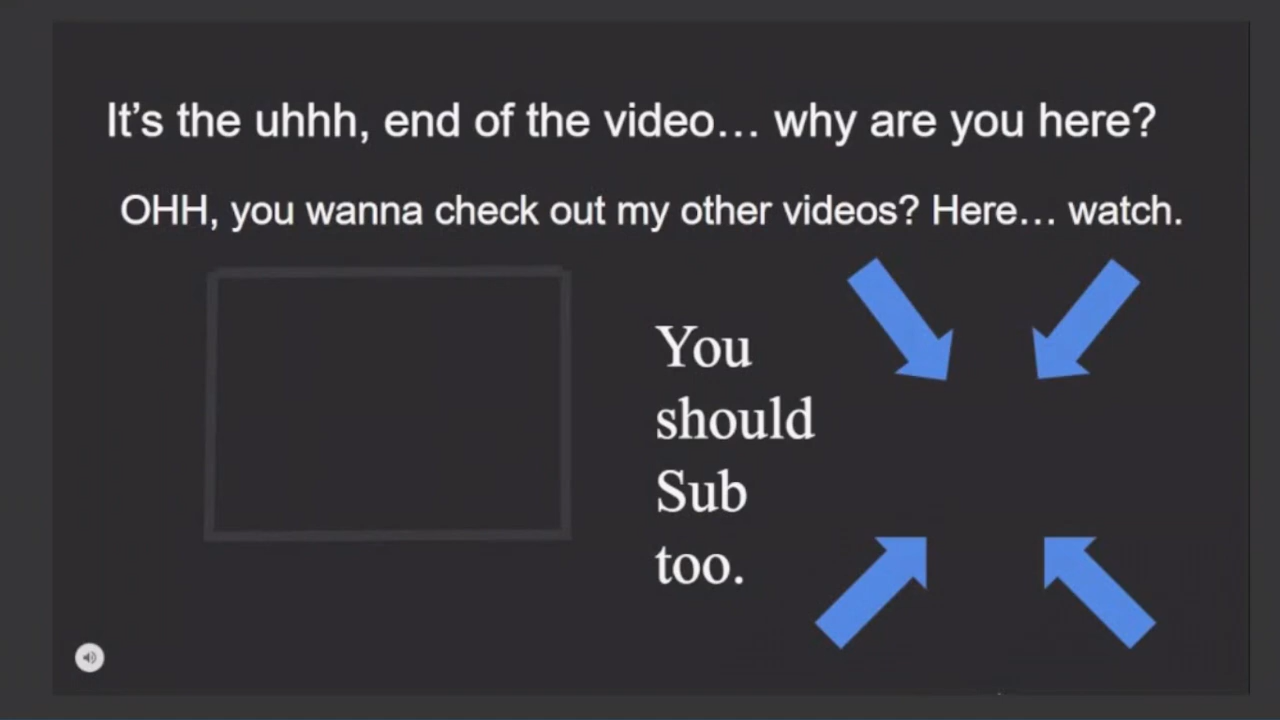 It’s the uhhh, end of the video… why are you here?
OHH, you wanna check out my other videos? Here… watch.
You
should
Sub
too.